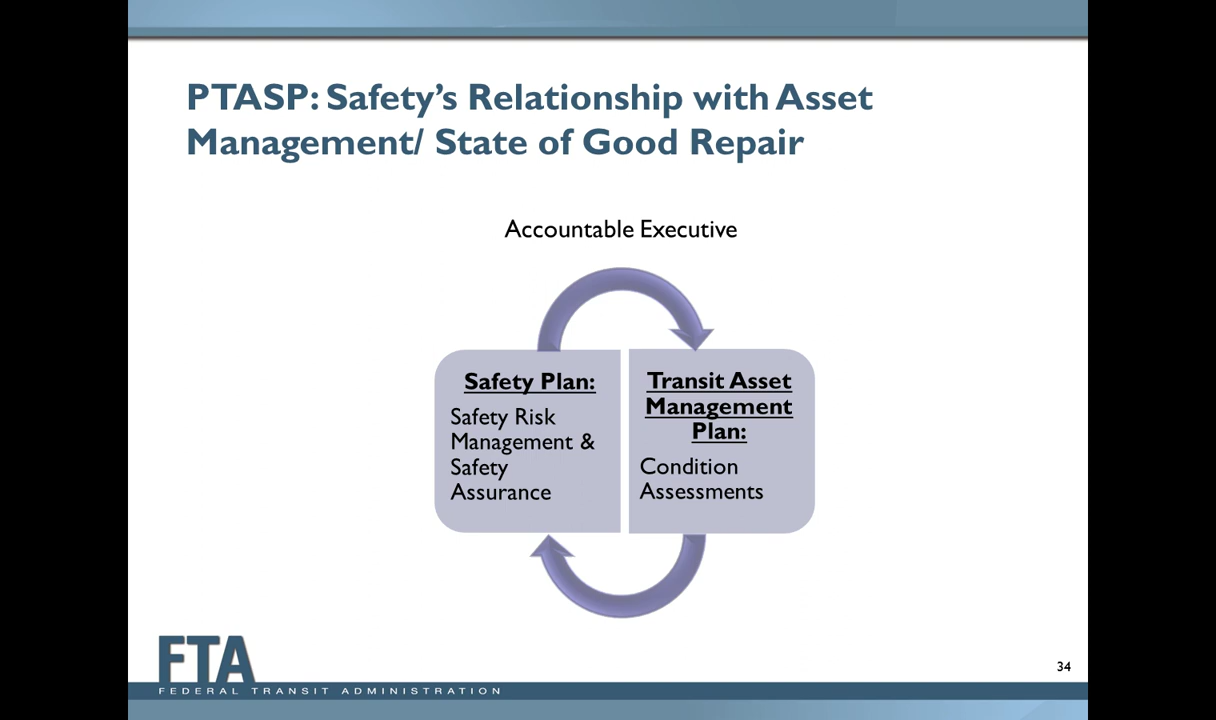 PTASP: Safety's Relationship with Asset
Management/ State of Good Repair
Accountable Executive
Safety Plan:
Safety Risk
Management &
Safety
Assurance
Transit Asset
Management
Plan:
Condition
Assessments
FTA
FEDERAL TRANSIT ADMINISTRATION
34